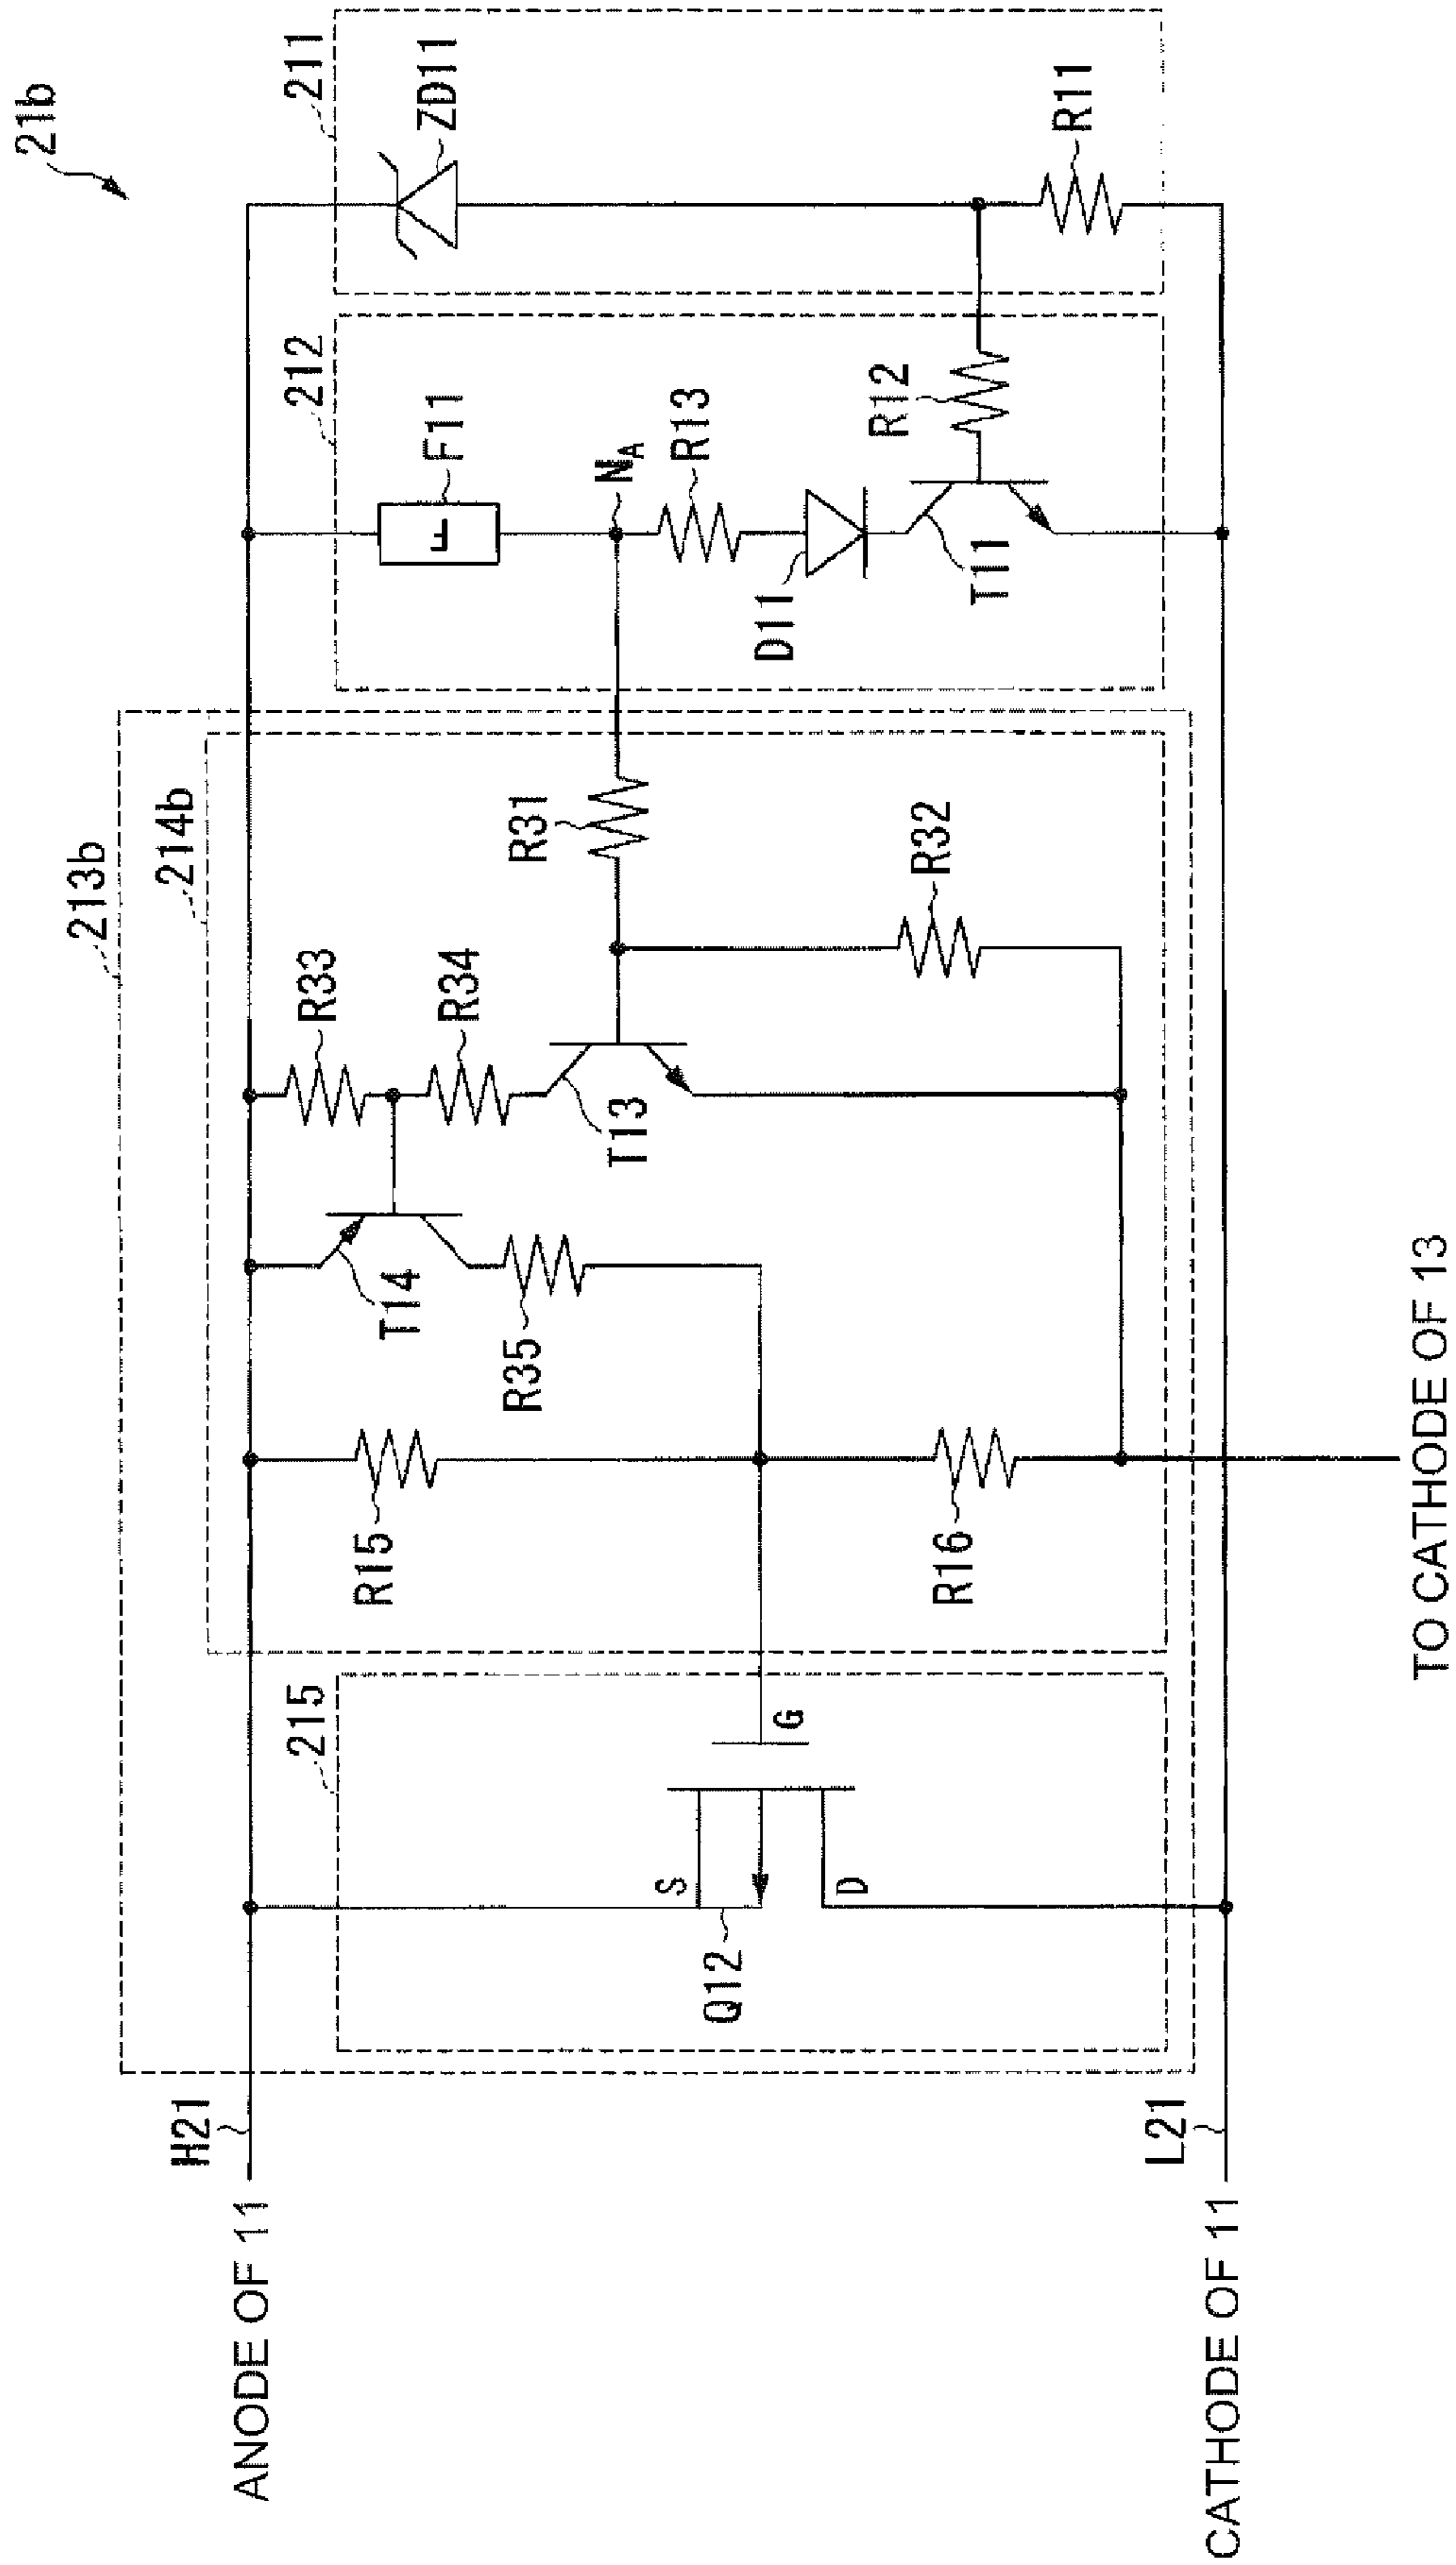 21b
211
ZD11
R11
212
F11
F
N_A
R13
R12
D11
T11
213b
214b
R31
R32
R33
R34
T13
T14
R35
R15
R16
215
S
G
D
Q12
H21
L21
ANODE OF 11
CATHODE OF 11
TO CATHODE OF 13